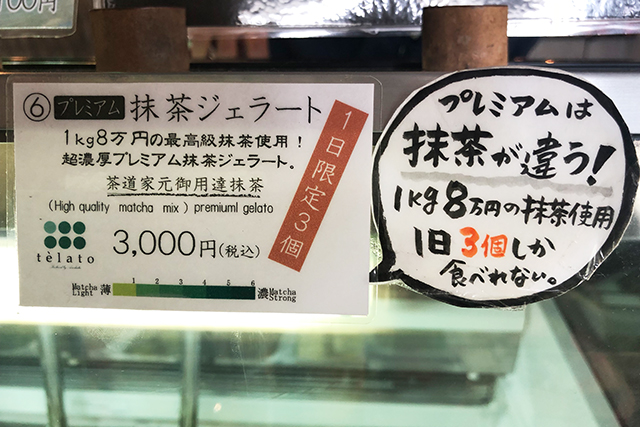 100円
⑥ プレミアム 抹茶ジェラート
1kg8万円の最高級抹茶使用！
超濃厚プレミアム抹茶ジェラート。
茶道家元御用達抹茶
(High quality matcha mix) premiuml gelato
tèlato
3,000円(税込)
1日限定3個
Matcha Light 薄 1 2 3 4 5 6 濃 Matcha Strong
プレミアムは
抹茶が違う!
1kg8万円の抹茶使用
1日3個しか
食べれない。